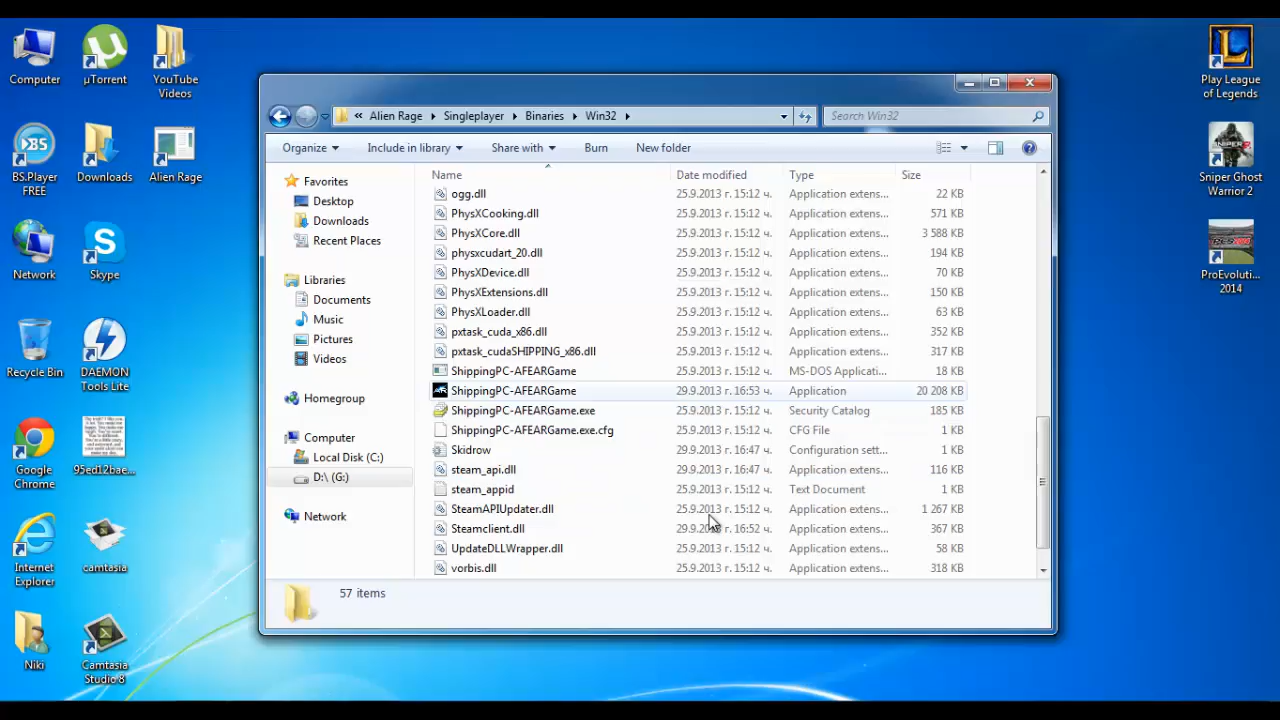 Computer
µTorrent
YouTube
Videos
BS.Player
FREE
Downloads
Alien Rage
Network
Skype
Recycle Bin
DAEMON
Tools Lite
Google
Chrome
95ed12bae...
Internet
Explorer
camtasia
Niki
Camtasia
Studio 8
Play League
of Legends
Sniper Ghost
Warrior 2
ProEvoluti...
2014
« Alien Rage Singleplayer Binaries Win32
Search Win32
Organize Include in library Share with Burn New folder
Favorites
Desktop
Downloads
Recent Places
Libraries
Documents
Music
Pictures
Videos
Homegroup
Computer
Local Disk (C:)
D:\ (G:)
Network
Name Date modified Type Size
ogg.dll 25.9.2013 г. 15:12 ч. Application extens... 22 KB
PhysXCooking.dll 25.9.2013 г. 15:12 ч. Application extens... 571 KB
PhysXCore.dll 25.9.2013 г. 15:12 ч. Application extens... 3 588 KB
physxcudart_20.dll 25.9.2013 г. 15:12 ч. Application extens... 194 KB
PhysXDevice.dll 25.9.2013 г. 15:12 ч. Application extens... 70 KB
PhysXExtensions.dll 25.9.2013 г. 15:12 ч. Application extens... 150 KB
PhysXLoader.dll 25.9.2013 г. 15:12 ч. Application extens... 63 KB
pxtask_cuda_x86.dll 25.9.2013 г. 15:12 ч. Application extens... 352 KB
pxtask_cudaSHIPPING_x86.dll 25.9.2013 г. 15:12 ч. Application extens... 317 KB
ShippingPC-AFEARGame 25.9.2013 г. 15:12 ч. MS-DOS Applicati... 18 KB
ShippingPC-AFEARGame 29.9.2013 г. 16:53 ч. Application 20 208 KB
ShippingPC-AFEARGame.exe 25.9.2013 г. 15:12 ч. Security Catalog 185 KB
ShippingPC-AFEARGame.exe.cfg 25.9.2013 г. 15:12 ч. CFG File 1 KB
Skidrow 29.9.2013 г. 16:47 ч. Configuration sett... 1 KB
steam_api.dll 29.9.2013 г. 16:47 ч. Application extens... 116 KB
steam_appid 25.9.2013 г. 15:12 ч. Text Document 1 KB
SteamAPIUpdater.dll 25.9.2013 г. 15:12 ч. Application extens... 1 267 KB
Steamclient.dll 29.9.2013 г. 16:52 ч. Application extens... 367 KB
UpdateDLLWrapper.dll 25.9.2013 г. 15:12 ч. Application extens... 58 KB
vorbis.dll 25.9.2013 г. 15:12 ч. Application extens... 318 KB
57 items